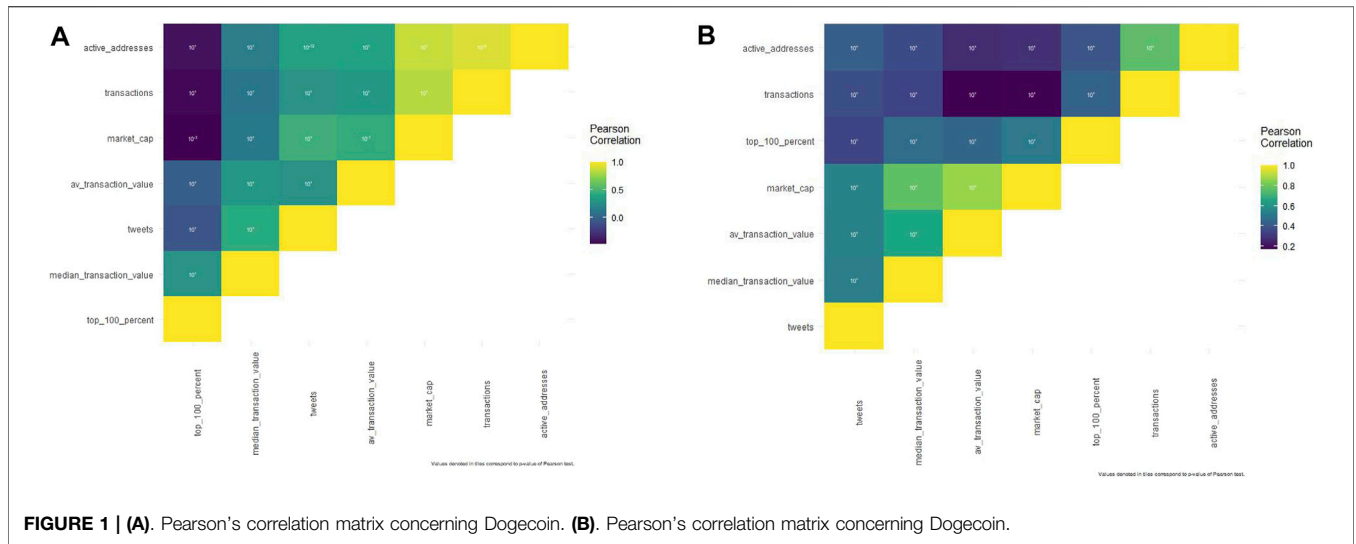 A
active_addresses
transactions
market_cap
av_transaction_value
tweets
median_transaction_value
top_100_percent
top_100_percent
median_transaction_value
tweets
av_transaction_value
market_cap
transactions
active_addresses
Pearson
Correlation
1.0
0.5
0.0
Values denoted in tiles correspond to p-value of Pearson test.
B
active_addresses
transactions
top_100_percent
market_cap
av_transaction_value
median_transaction_value
tweets
tweets
median_transaction_value
av_transaction_value
market_cap
top_100_percent
transactions
active_addresses
Pearson
Correlation
1.0
0.8
0.6
0.4
0.2
Values denoted in tiles correspond to p-value of Pearson test.
FIGURE 1 | (A). Pearson's correlation matrix concerning Dogecoin. (B). Pearson's correlation matrix concerning Dogecoin.